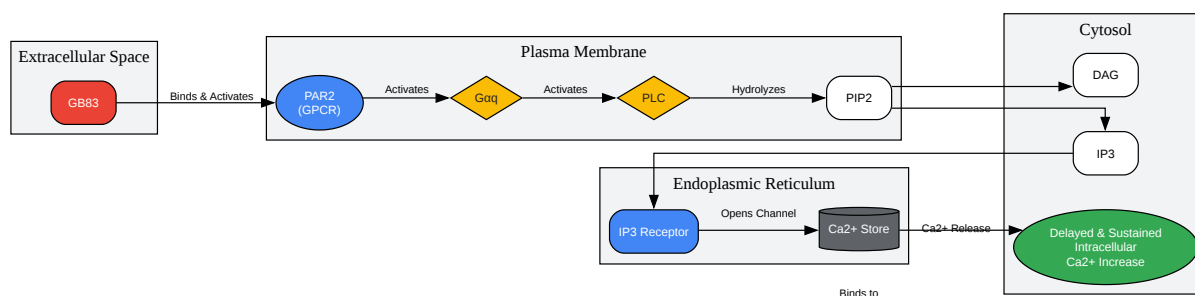 Extracellular Space
GB83
Binds & Activates
Plasma Membrane
PAR2
(GPCR)
Activates
Gαq
Activates
PLC
Hydrolyzes
PIP2
Cytosol
DAG
IP3
Endoplasmic Reticulum
IP3 Receptor
Opens Channel
Ca2+ Store
Ca2+ Release
Delayed & Sustained
Intracellular
Ca2+ Increase
Binds to